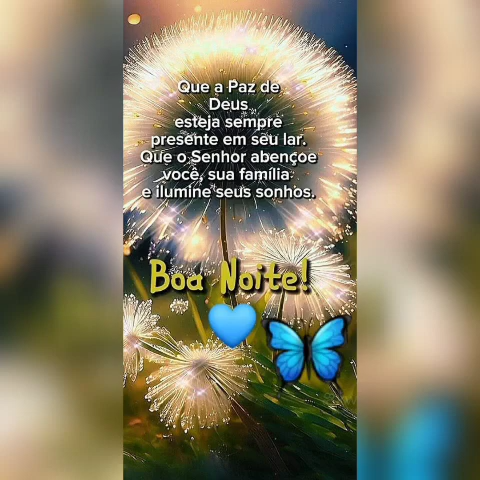 Que a Paz de
Deus
esteja sempre
presente em seu lar.
Que o Senhor abençoe
você, sua família
e ilumine seus sonhos.
Boa Noite!